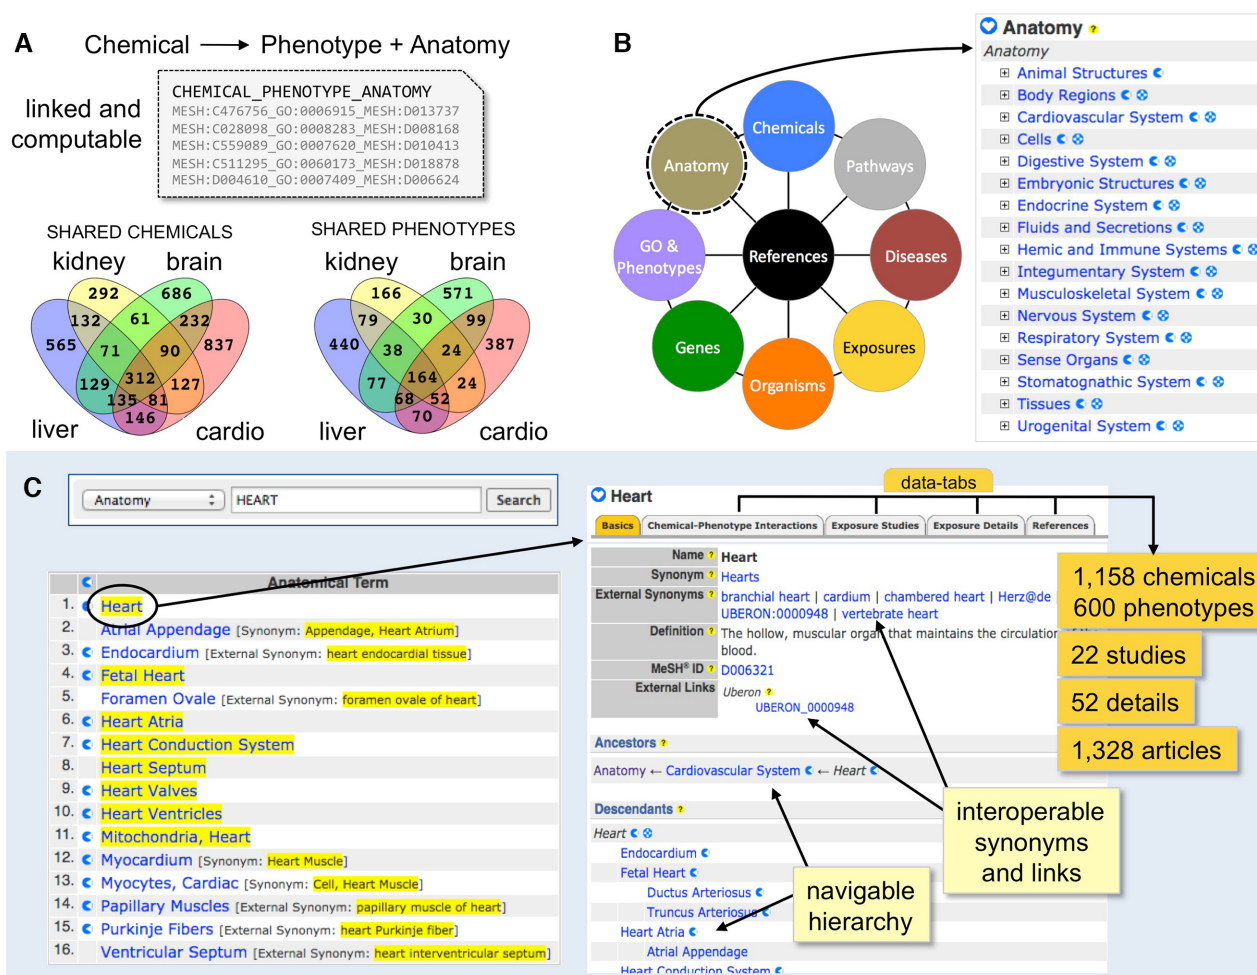 A
Chemical → Phenotype + Anatomy
linked and
computable
CHEMICAL_PHENOTYPE_ANATOMY
MESH:C476756_GO:0006915_MESH:D013737
MESH:C028098_GO:0008283_MESH:D008168
MESH:C559089_GO:0007620_MESH:D010413
MESH:C511295_GO:0060173_MESH:D018878
MESH:D004610_GO:0007409_MESH:D006624
SHARED CHEMICALS
kidney brain
292 686
132 61 232
565 71 90 837
129 312 127
135 81
146
liver cardio
SHARED PHENOTYPES
kidney brain
166 571
79 30 99
440 38 24 387
77 164 24
68 52
70
liver cardio
B
Chemicals
Anatomy
Pathways
GO &
Phenotypes
References
Diseases
Genes
Exposures
Organisms
Anatomy ?
Anatomy
Animal Structures
Body Regions
Cardiovascular System
Cells
Digestive System
Embryonic Structures
Endocrine System
Fluids and Secretions
Hemic and Immune Systems
Integumentary System
Musculoskeletal System
Nervous System
Respiratory System
Sense Organs
Stomatognathic System
Tissues
Urogenital System
C
Anatomy HEART Search
Anatomical Term
1. Heart
2. Atrial Appendage [Synonym: Appendage, Heart Atrium]
3. Endocardium [External Synonym: heart endocardial tissue]
4. Fetal Heart
5. Foramen Ovale [External Synonym: foramen ovale of heart]
6. Heart Atria
7. Heart Conduction System
8. Heart Septum
9. Heart Valves
10. Heart Ventricles
11. Mitochondria, Heart
12. Myocardium [Synonym: Heart Muscle]
13. Myocytes, Cardiac [Synonym: Cell, Heart Muscle]
14. Papillary Muscles [External Synonym: papillary muscle of heart]
15. Purkinje Fibers [External Synonym: heart Purkinje fiber]
16. Ventricular Septum [External Synonym: heart interventricular septum]
Heart
data-tabs
Basics Chemical-Phenotype Interactions Exposure Studies Exposure Details References
Name ? Heart
Synonym ? Hearts
External Synonyms ? branchial heart | cardium | chambered heart | Herz@de |
UBERON:0000948 | vertebrate heart
Definition ? The hollow, muscular organ that maintains the circulation of the
blood.
MeSH® ID ? D006321
External Links Uberon ?
UBERON_0000948
Ancestors ?
Anatomy ← Cardiovascular System ← Heart
Descendants ?
Heart
Endocardium
Fetal Heart
Ductus Arteriosus
Truncus Arteriosus
Heart Atria
Atrial Appendage
Heart Conduction System
1,158 chemicals
600 phenotypes
22 studies
52 details
1,328 articles
interoperable
synonyms
and links
navigable
hierarchy